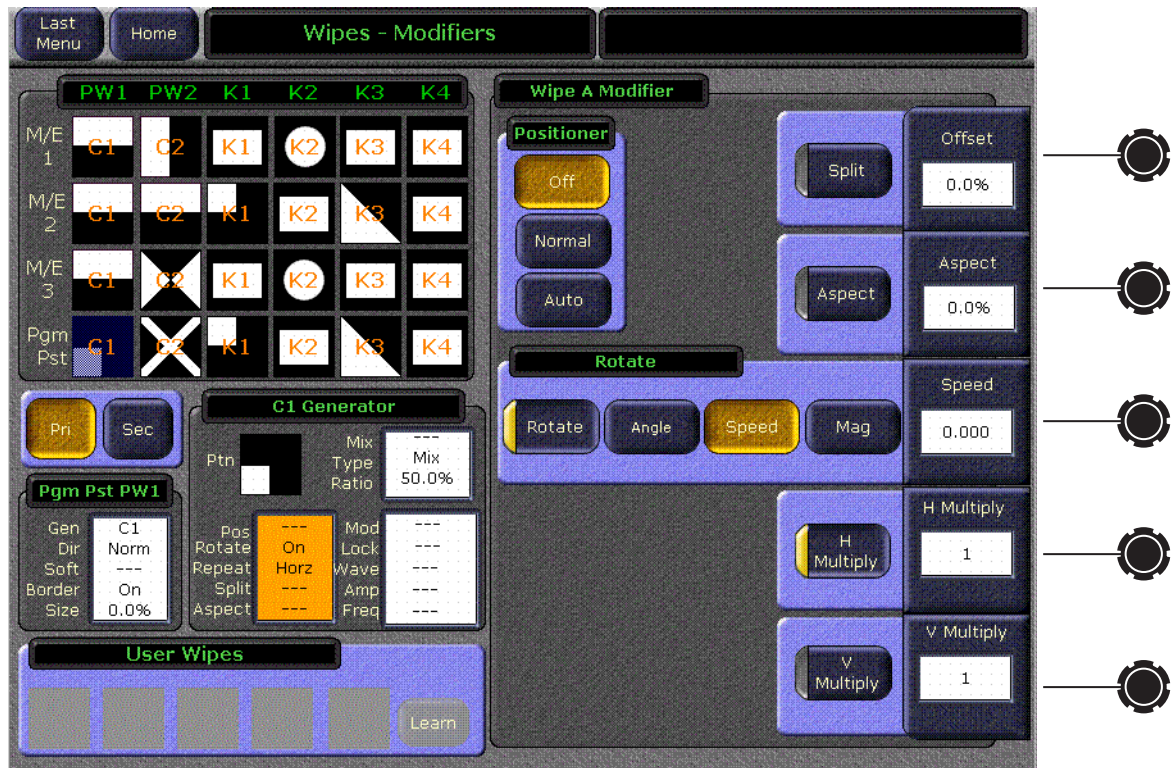 Last Menu
Home
Wipes - Modifiers
PW1 PW2 K1 K2 K3 K4
M/E 1
C1 C2 K1 K2 K3 K4
M/E 2
C1 C2 K1 K2 K3 K4
M/E 3
C1 C2 K1 K2 K3 K4
Pgm Pst
C1 C2 K1 K2 K3 K4
Pri
Sec
Pgm Pst PW1
Gen C1
Dir Norm
Soft ---
Border On
Size 0.0%
C1 Generator
Ptn
Mix ---
Type Mix
Ratio 50.0%
Pos ---
Rotate On
Repeat Horz
Split ---
Aspect ---
Mod ---
Lock ---
Wave ---
Amp ---
Freq ---
User Wipes
Learn
Wipe A Modifier
Positioner
Off
Normal
Auto
Split
Offset
0.0%
Aspect
Aspect
0.0%
Rotate
Rotate
Angle
Speed
Mag
Speed
0.000
H Multiply
H Multiply
1
V Multiply
V Multiply
1